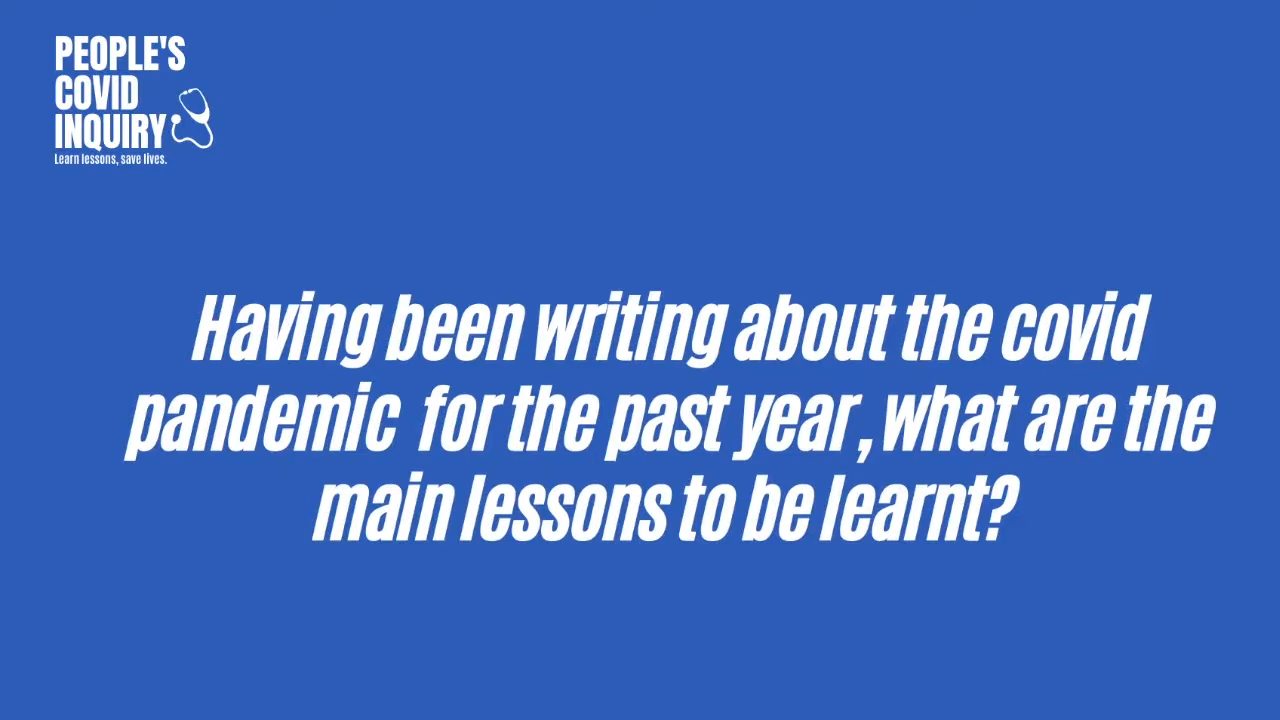 PEOPLE'S
COVID
INQUIRY
Learn lessons, save lives.
Having been writing about the covid
pandemic  for the past year ,what are the
main lessons to be learnt?